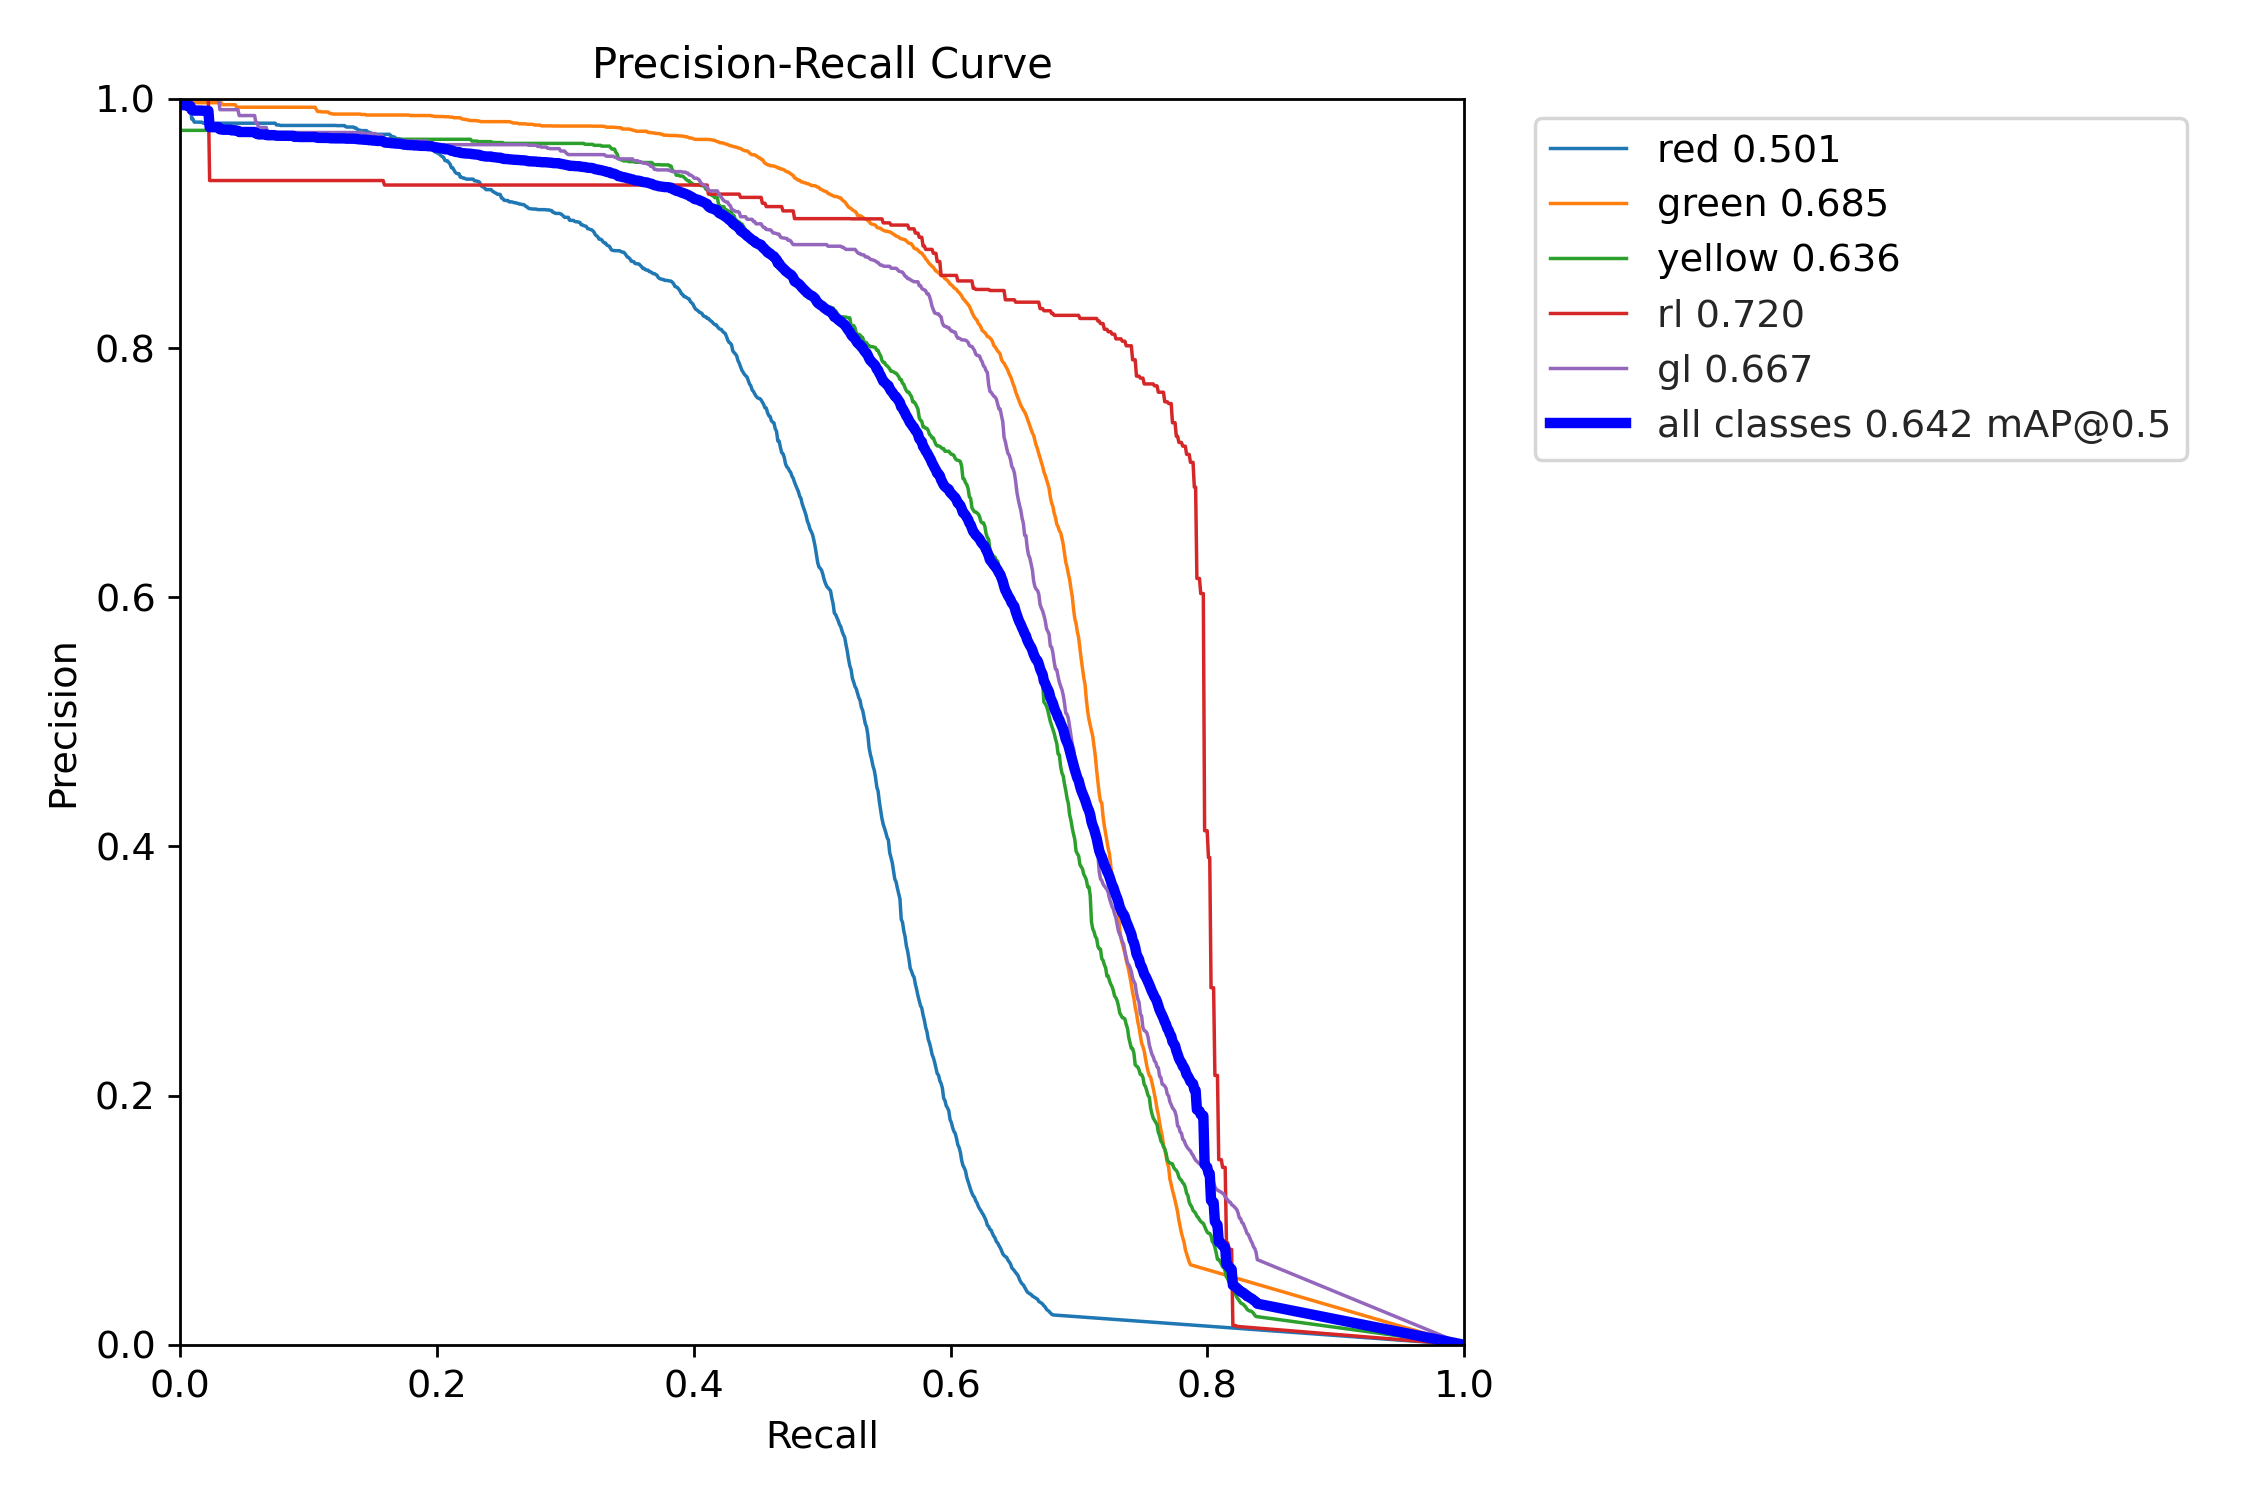 Precision-Recall Curve
1.0
0.8
0.6
0.4
0.2
0.0
Precision
0.0 0.2 0.4 0.6 0.8 1.0
Recall
red 0.501
green 0.685
yellow 0.636
rl 0.720
gl 0.667
all classes 0.642 mAP@0.5